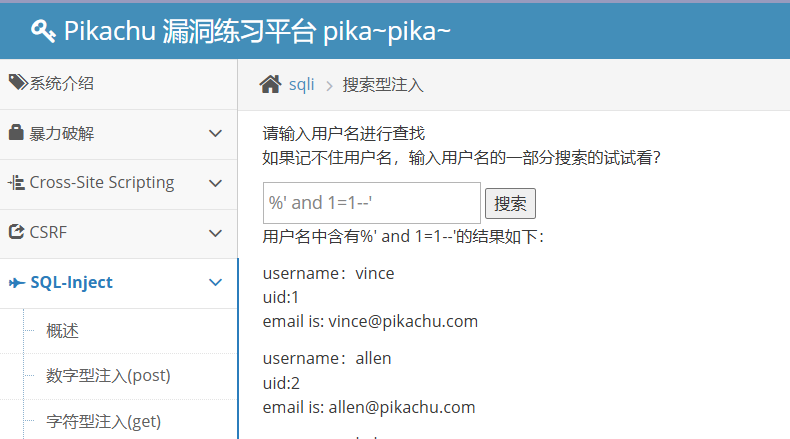 Pikachu 漏洞练习平台 pika~pika~
系统介绍
暴力破解
Cross-Site Scripting
CSRF
SQL-Inject
概述
数字型注入(post)
字符型注入(get)
sqli > 搜索型注入
请输入用户名进行查找
如果记不住用户名，输入用户名的一部分搜索的试试看？
%' and 1=1--' 搜索
用户名中含有%' and 1=1--'的结果如下：
username：vince
uid:1
email is: vince@pikachu.com
username：allen
uid:2
email is: allen@pikachu.com